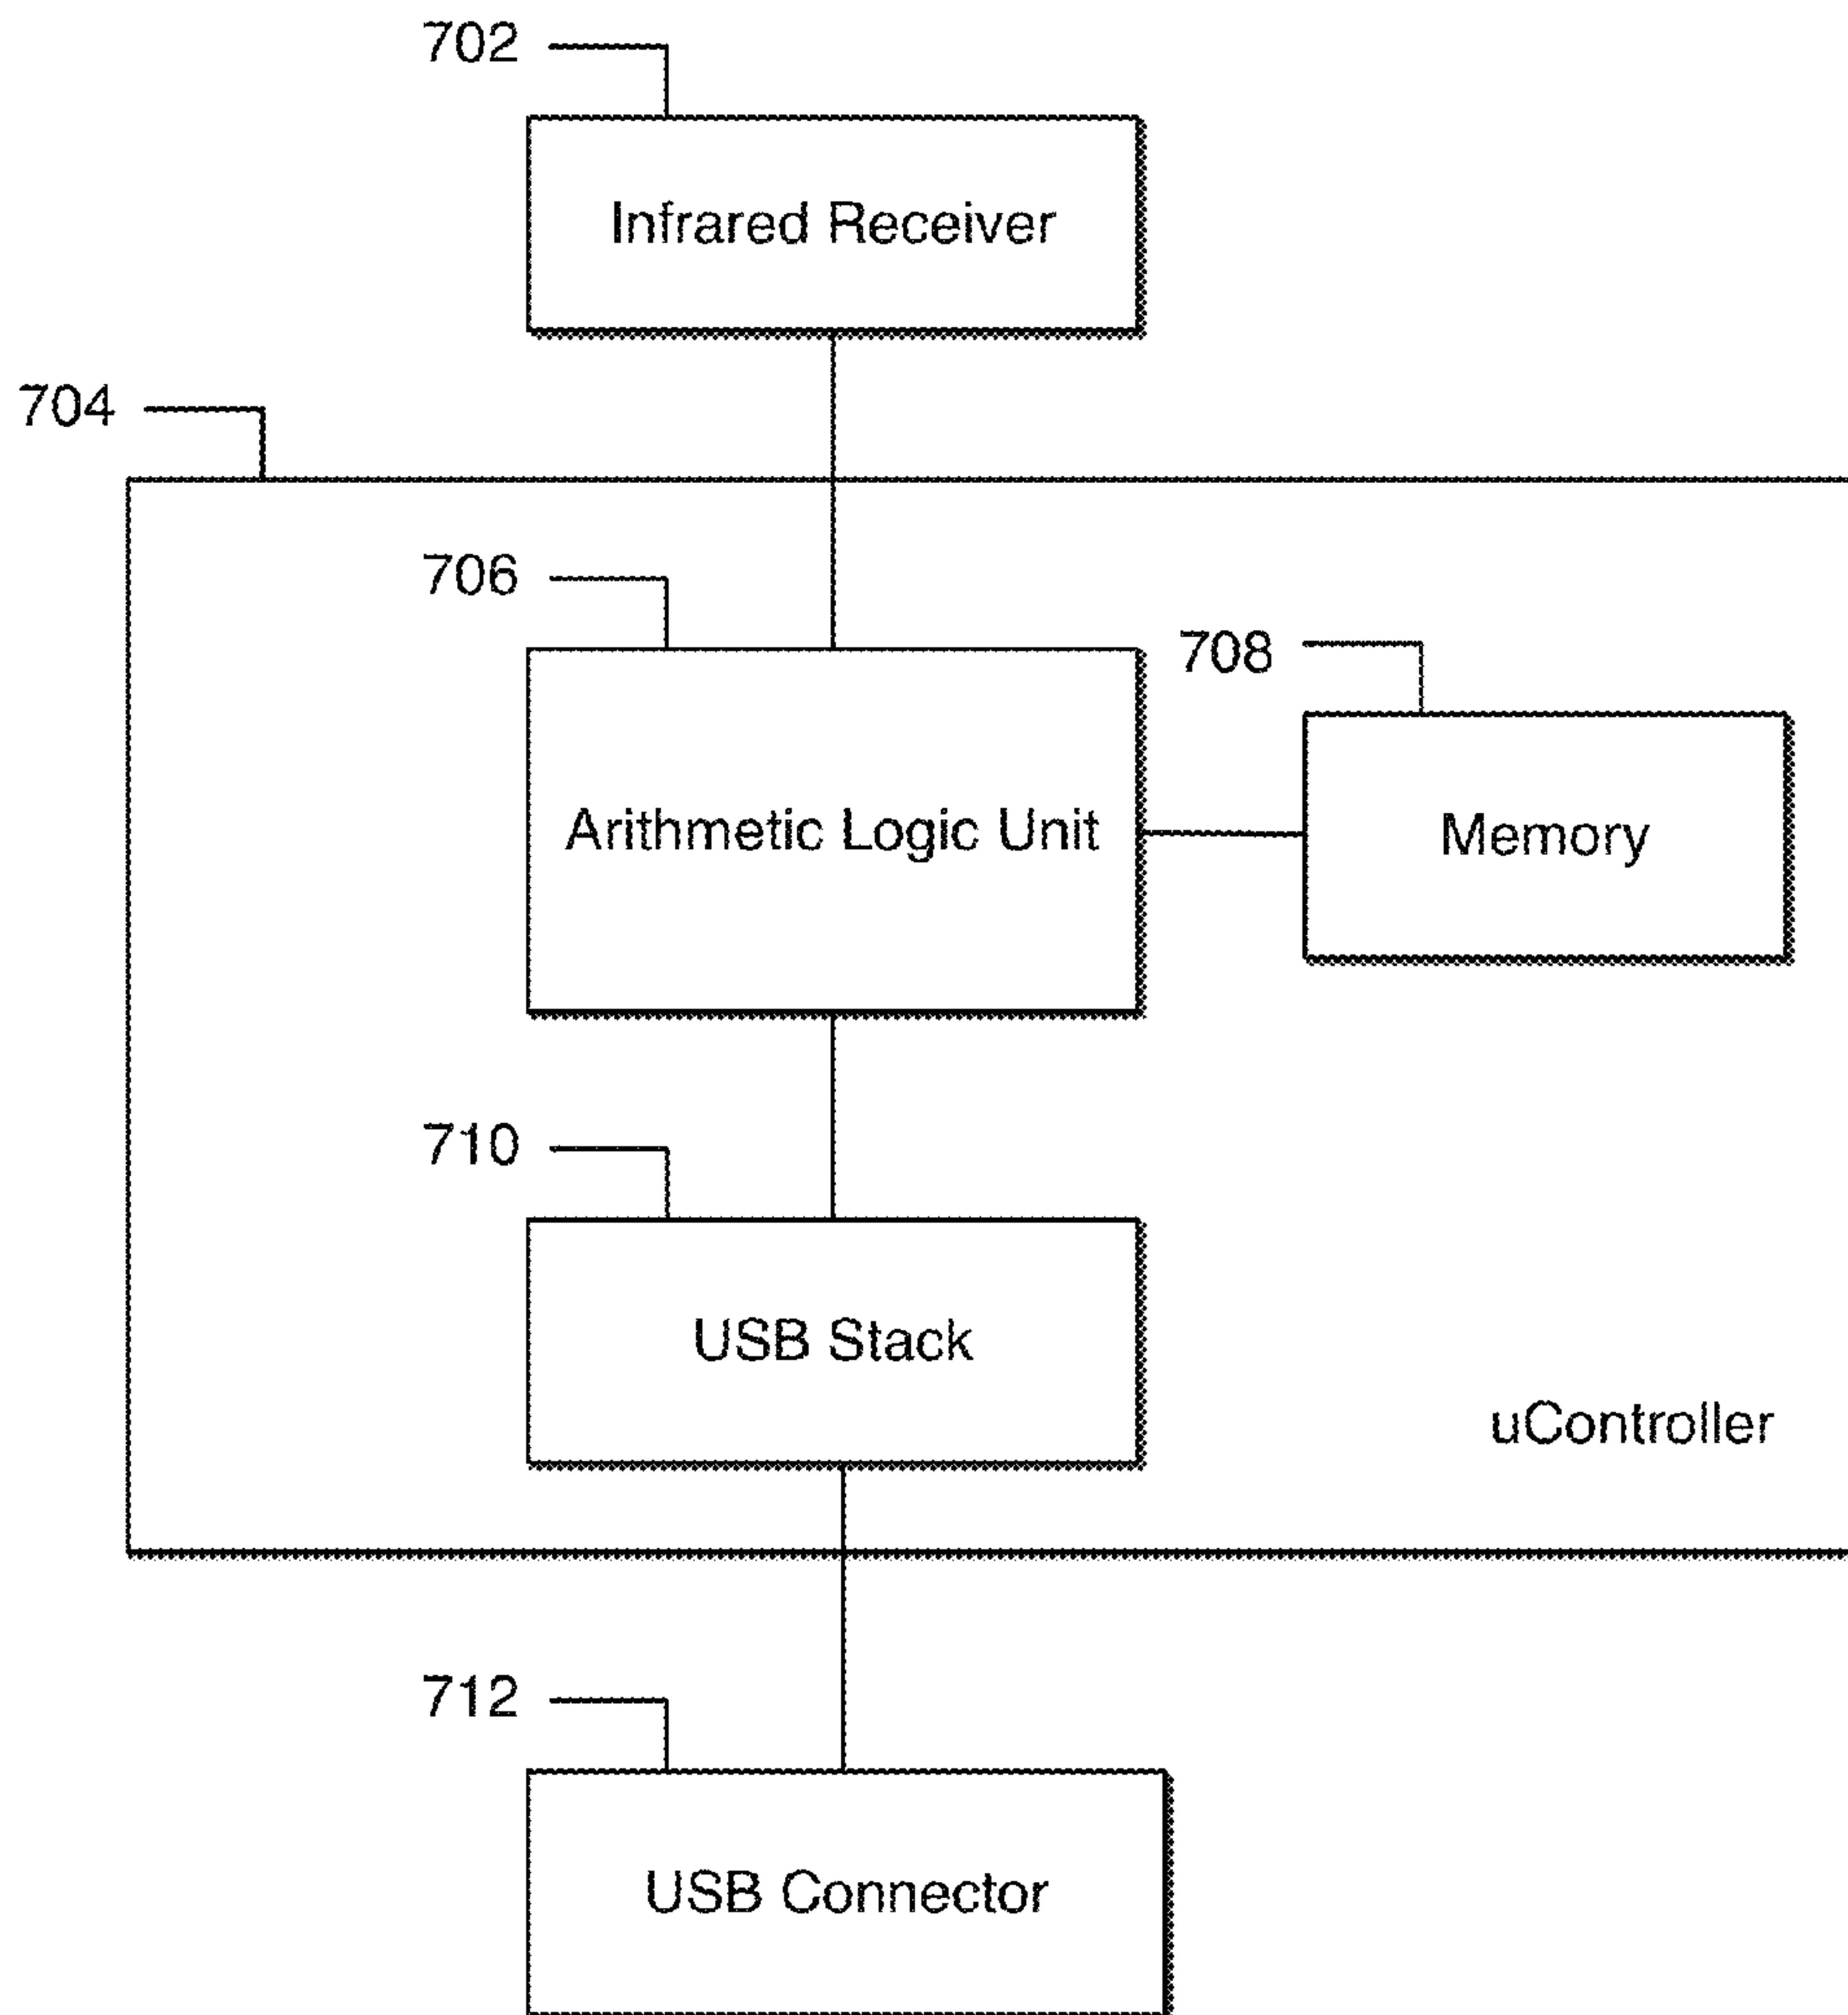 702
Infrared Receiver
704
706
708
Arithmetic Logic Unit
Memory
710
USB Stack
uController
712
USB Connector